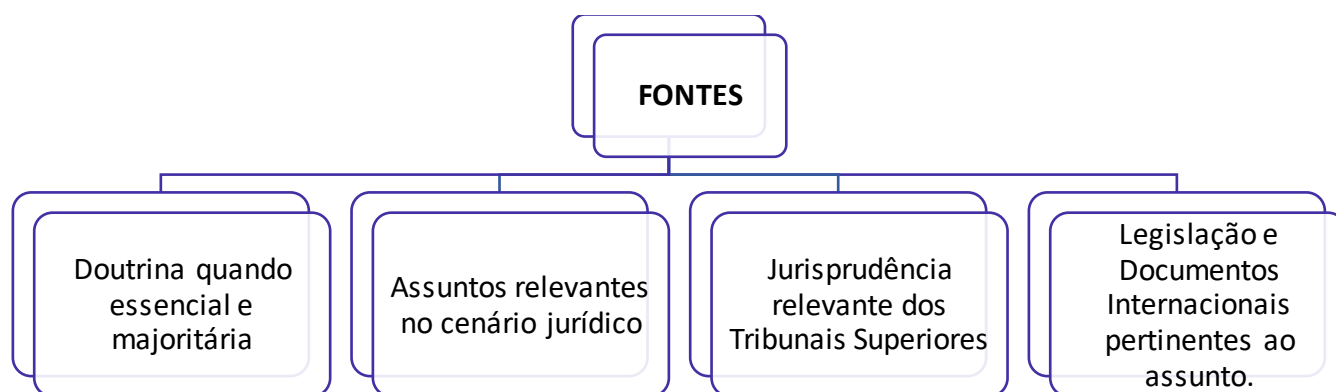 FONTES
Doutrina quando
essencial e
majoritária
Assuntos relevantes
no cenário jurídico
Jurisprudência
relevante dos
Tribunais Superiores
Legislação e
Documentos
Internacionais
pertinentes ao
assunto.